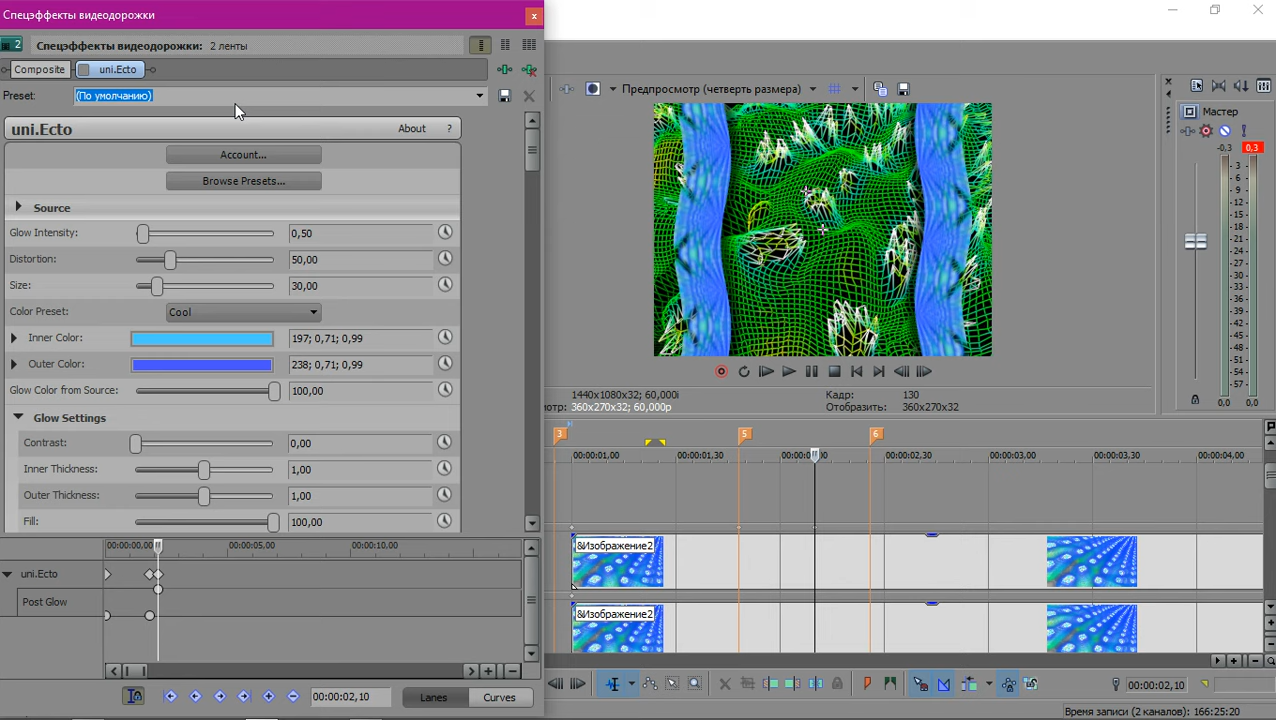 Спецэффекты видеодорожки
2 Спецэффекты видеодорожки: 2 ленты
Composite uni.Ecto
Preset: (По умолчанию)
uni.Ecto About ?
Account...
Browse Presets...
Source
Glow Intensity: 0,50
Distortion: 50,00
Size: 30,00
Color Preset: Cool
Inner Color: 197; 0,71; 0,99
Outer Color: 238; 0,71; 0,99
Glow Color from Source: 100,00
Glow Settings
Contrast: 0,00
Inner Thickness: 1,00
Outer Thickness: 1,00
Fill: 100,00
00:00:00,00 00:00:05,00 00:00:10,00
uni.Ecto
Post Glow
00:00:02,10 Lanes Curves
Предпросмотр (четверть размера)
1440x1080x32; 60,000i
360x270x32; 60,000p
Кадр: 130
Отобразить: 360x270x32
Мастер
-0,3 0,3
3
6
9
12
15
18
21
24
27
30
33
36
39
42
45
48
51
54
57
0,0 0,0
3 5 6
00:00:01,00 00:00:01,30 00:00:02,30 00:00:03,00 00:00:03,30 00:00:04,00
&Изображение2
&Изображение2
00:00:02,10
Время записи (2 каналов): 166:25:20